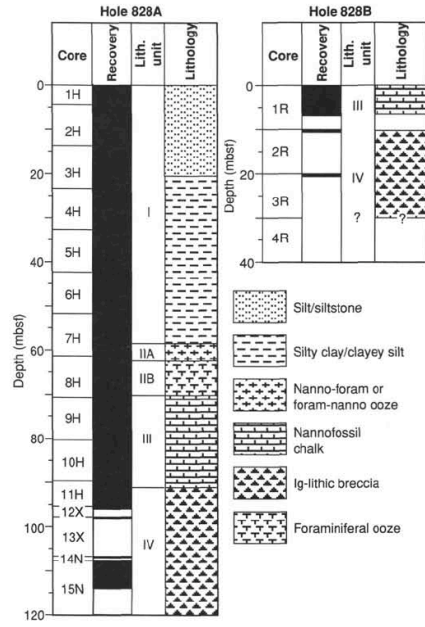 Hole 828A
Core
Recovery
Lith. unit
Lithology
Depth (mbsf)
0
20
40
60
80
100
120
1H
2H
3H
4H
5H
6H
7H
8H
9H
10H
11H
12X
13X
14N
15N
I
IIA
IIB
III
IV
Hole 828B
Core
Recovery
Lith.
unit
Lithology
Depth (mbsf)
0
20
40
1R
2R
3R
4R
III
IV
?
?
Silt/siltstone
Silty clay/clayey silt
Nanno-foram or
foram-nanno ooze
Nannofossil
chalk
Ig-lithic breccia
Foraminiferal ooze